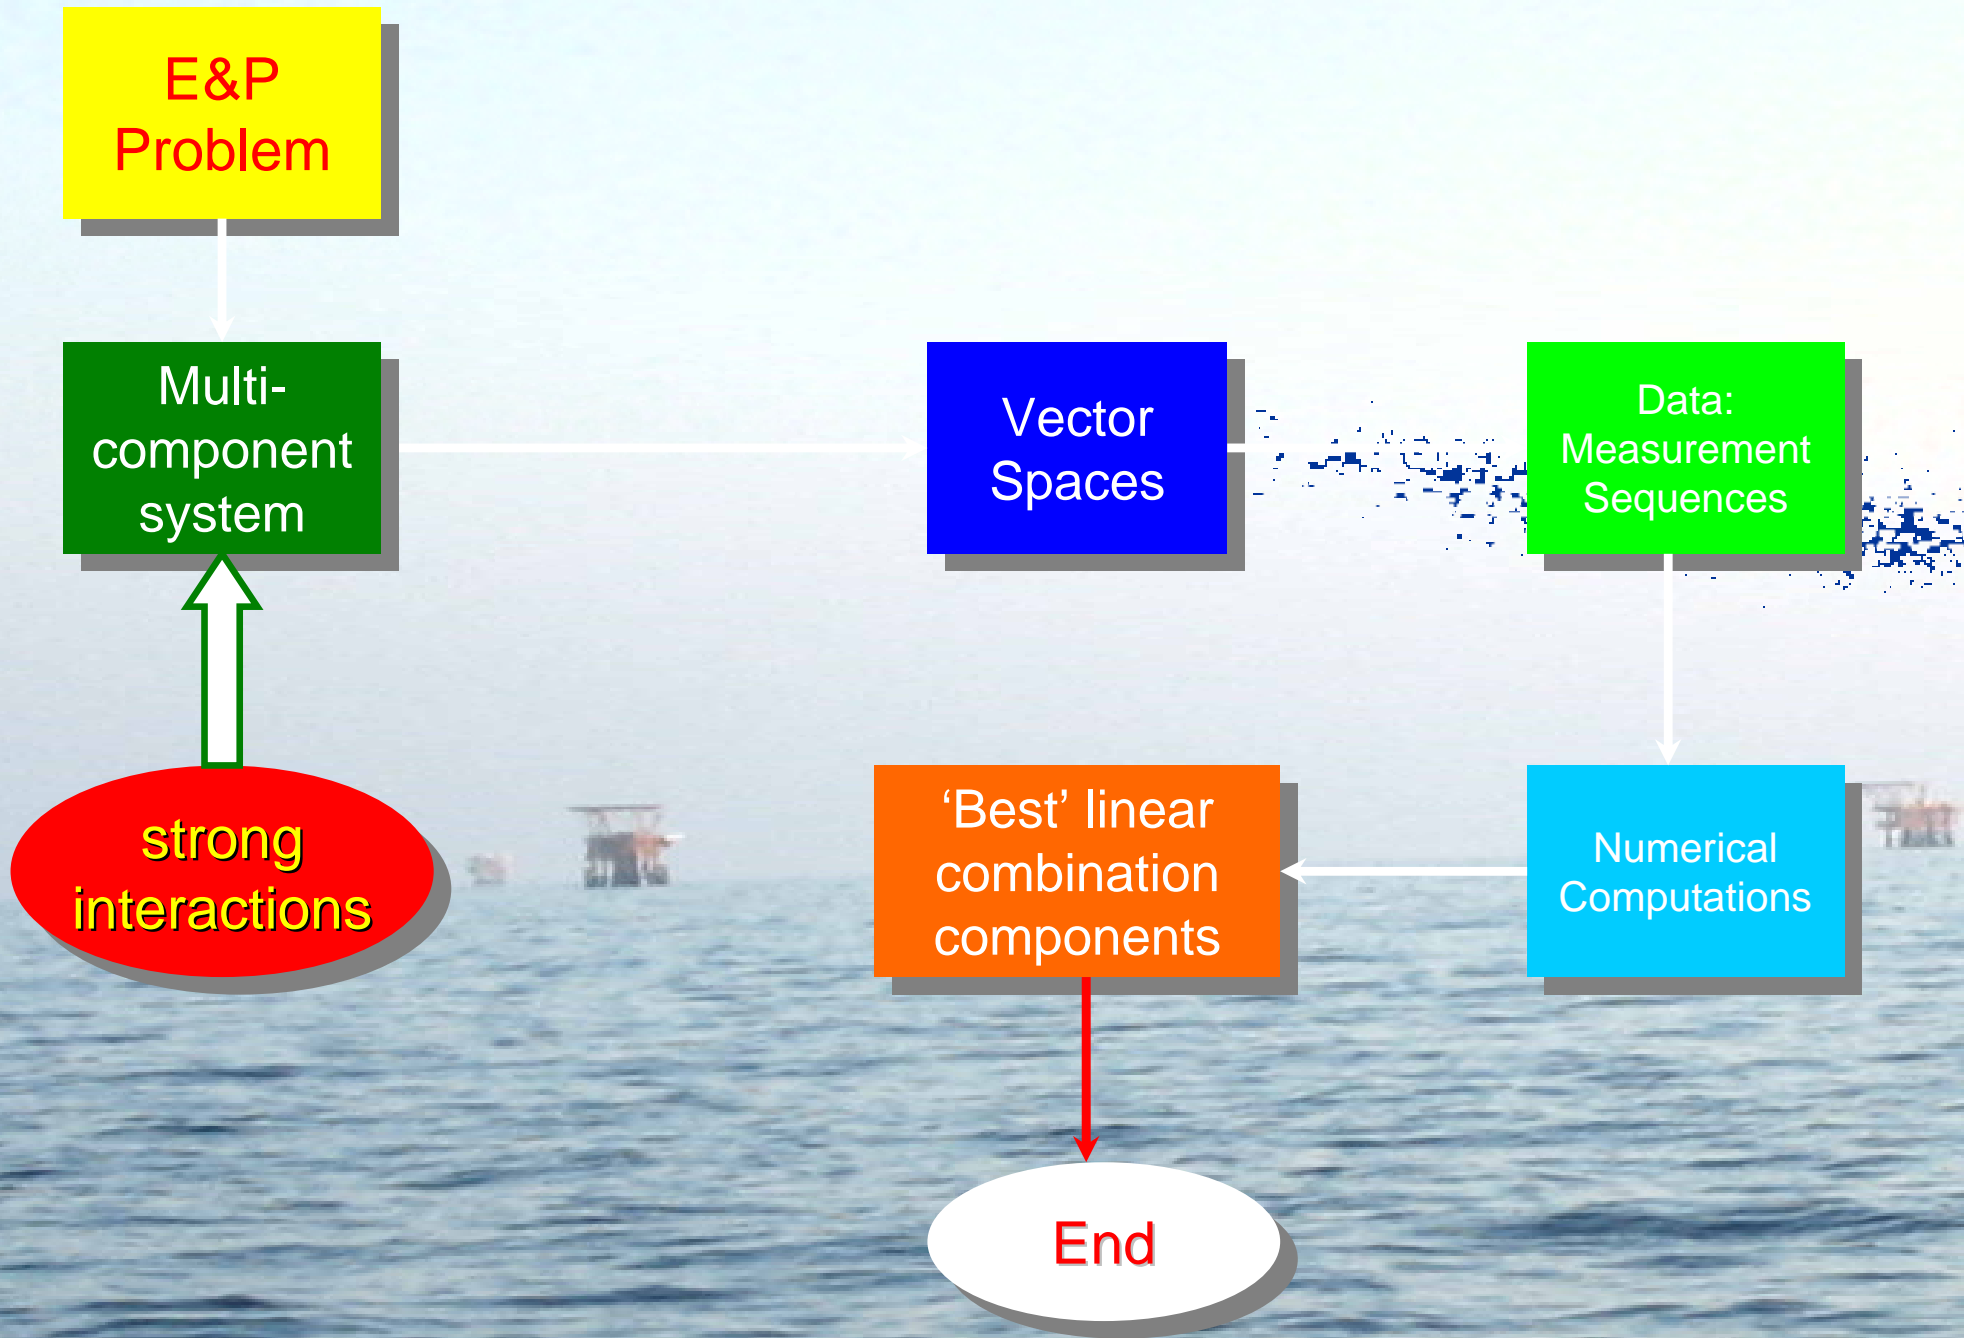 E&P
Problem
Multi-
component
system
Vector
Spaces
Data:
Measurement
Sequences
strong
interactions
‘Best’ linear
combination
components
Numerical
Computations
End